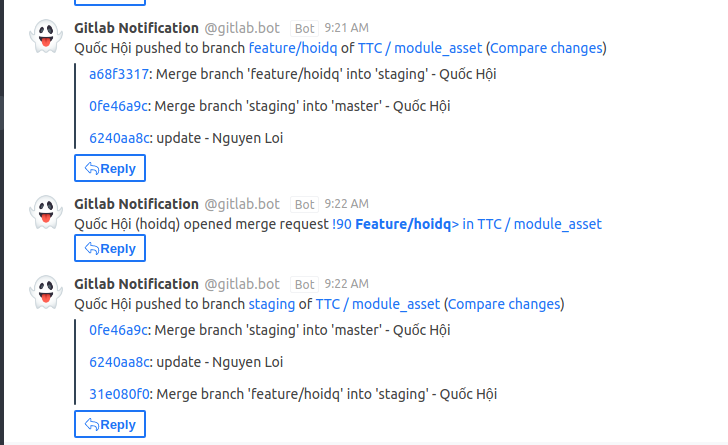 Gitlab Notification @gitlab.bot Bot 9:21 AM
Quốc Hội pushed to branch feature/hoidq of TTC / module_asset (Compare changes)
a68f3317: Merge branch 'feature/hoidq' into 'staging' - Quốc Hội
0fe46a9c: Merge branch 'staging' into 'master' - Quốc Hội
6240aa8c: update - Nguyen Loi
Reply
Gitlab Notification @gitlab.bot Bot 9:22 AM
Quốc Hội (hoidq) opened merge request !90 Feature/hoidq> in TTC / module_asset
Reply
Gitlab Notification @gitlab.bot Bot 9:22 AM
Quốc Hội pushed to branch staging of TTC / module_asset (Compare changes)
0fe46a9c: Merge branch 'staging' into 'master' - Quốc Hội
6240aa8c: update - Nguyen Loi
31e080f0: Merge branch 'feature/hoidq' into 'staging' - Quốc Hội
Reply